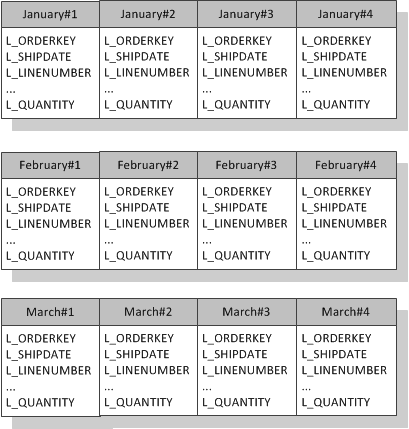 January#1 January#2 January#3 January#4
L_ORDERKEY L_ORDERKEY L_ORDERKEY L_ORDERKEY
L_SHIPDATE L_SHIPDATE L_SHIPDATE L_SHIPDATE
L_LINENUMBER L_LINENUMBER L_LINENUMBER L_LINENUMBER
... ... ... ...
L_QUANTITY L_QUANTITY L_QUANTITY L_QUANTITY
February#1 February#2 February#3 February#4
L_ORDERKEY L_ORDERKEY L_ORDERKEY L_ORDERKEY
L_SHIPDATE L_SHIPDATE L_SHIPDATE L_SHIPDATE
L_LINENUMBER L_LINENUMBER L_LINENUMBER L_LINENUMBER
... ... ... ...
L_QUANTITY L_QUANTITY L_QUANTITY L_QUANTITY
March#1 March#2 March#3 March#4
L_ORDERKEY L_ORDERKEY L_ORDERKEY L_ORDERKEY
L_SHIPDATE L_SHIPDATE L_SHIPDATE L_SHIPDATE
L_LINENUMBER L_LINENUMBER L_LINENUMBER L_LINENUMBER
... ... ... ...
L_QUANTITY L_QUANTITY L_QUANTITY L_QUANTITY